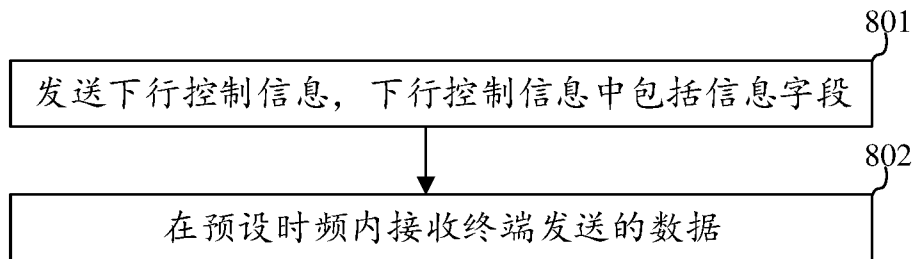 801
发送下行控制信息，下行控制信息中包括信息字段
802
在预设时频内接收终端发送的数据